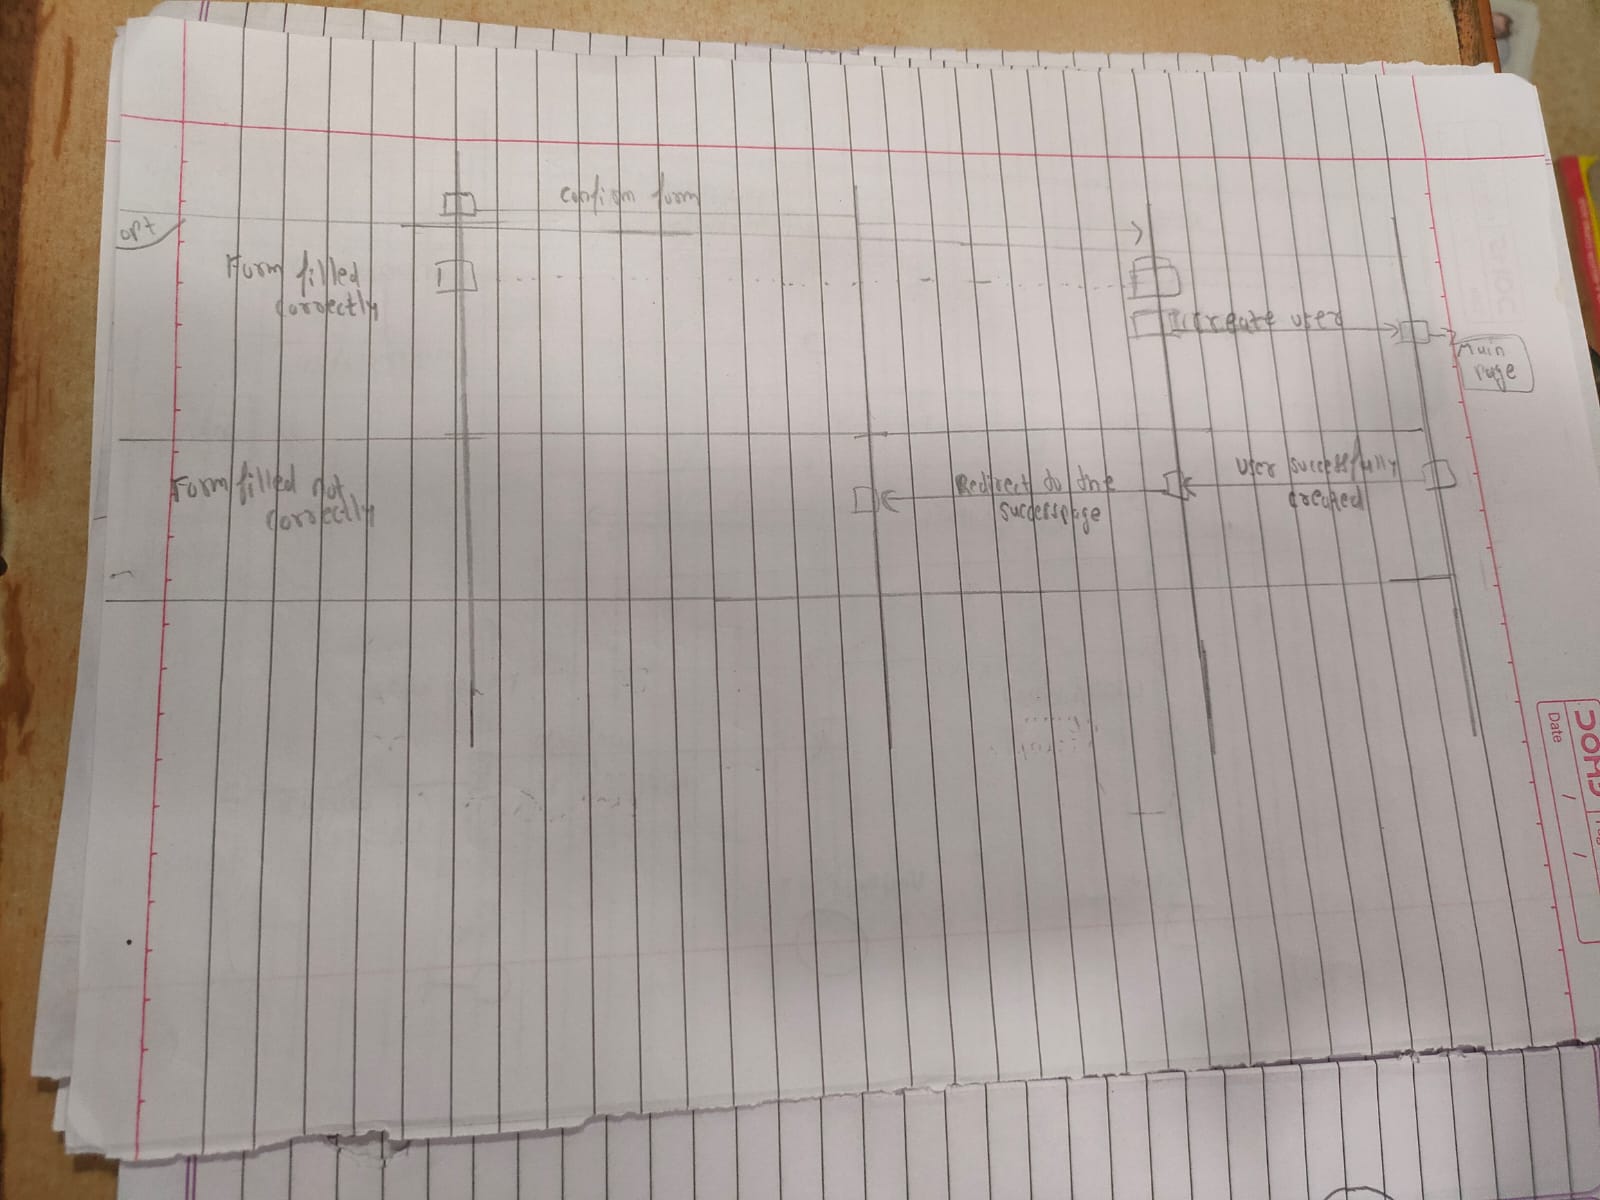 Confirm form
opt
Form filled
correctly
Create user
Main
Page
Form filled not
correctly
Redirect to the
successpage
User successfully
created
DOMS
Date